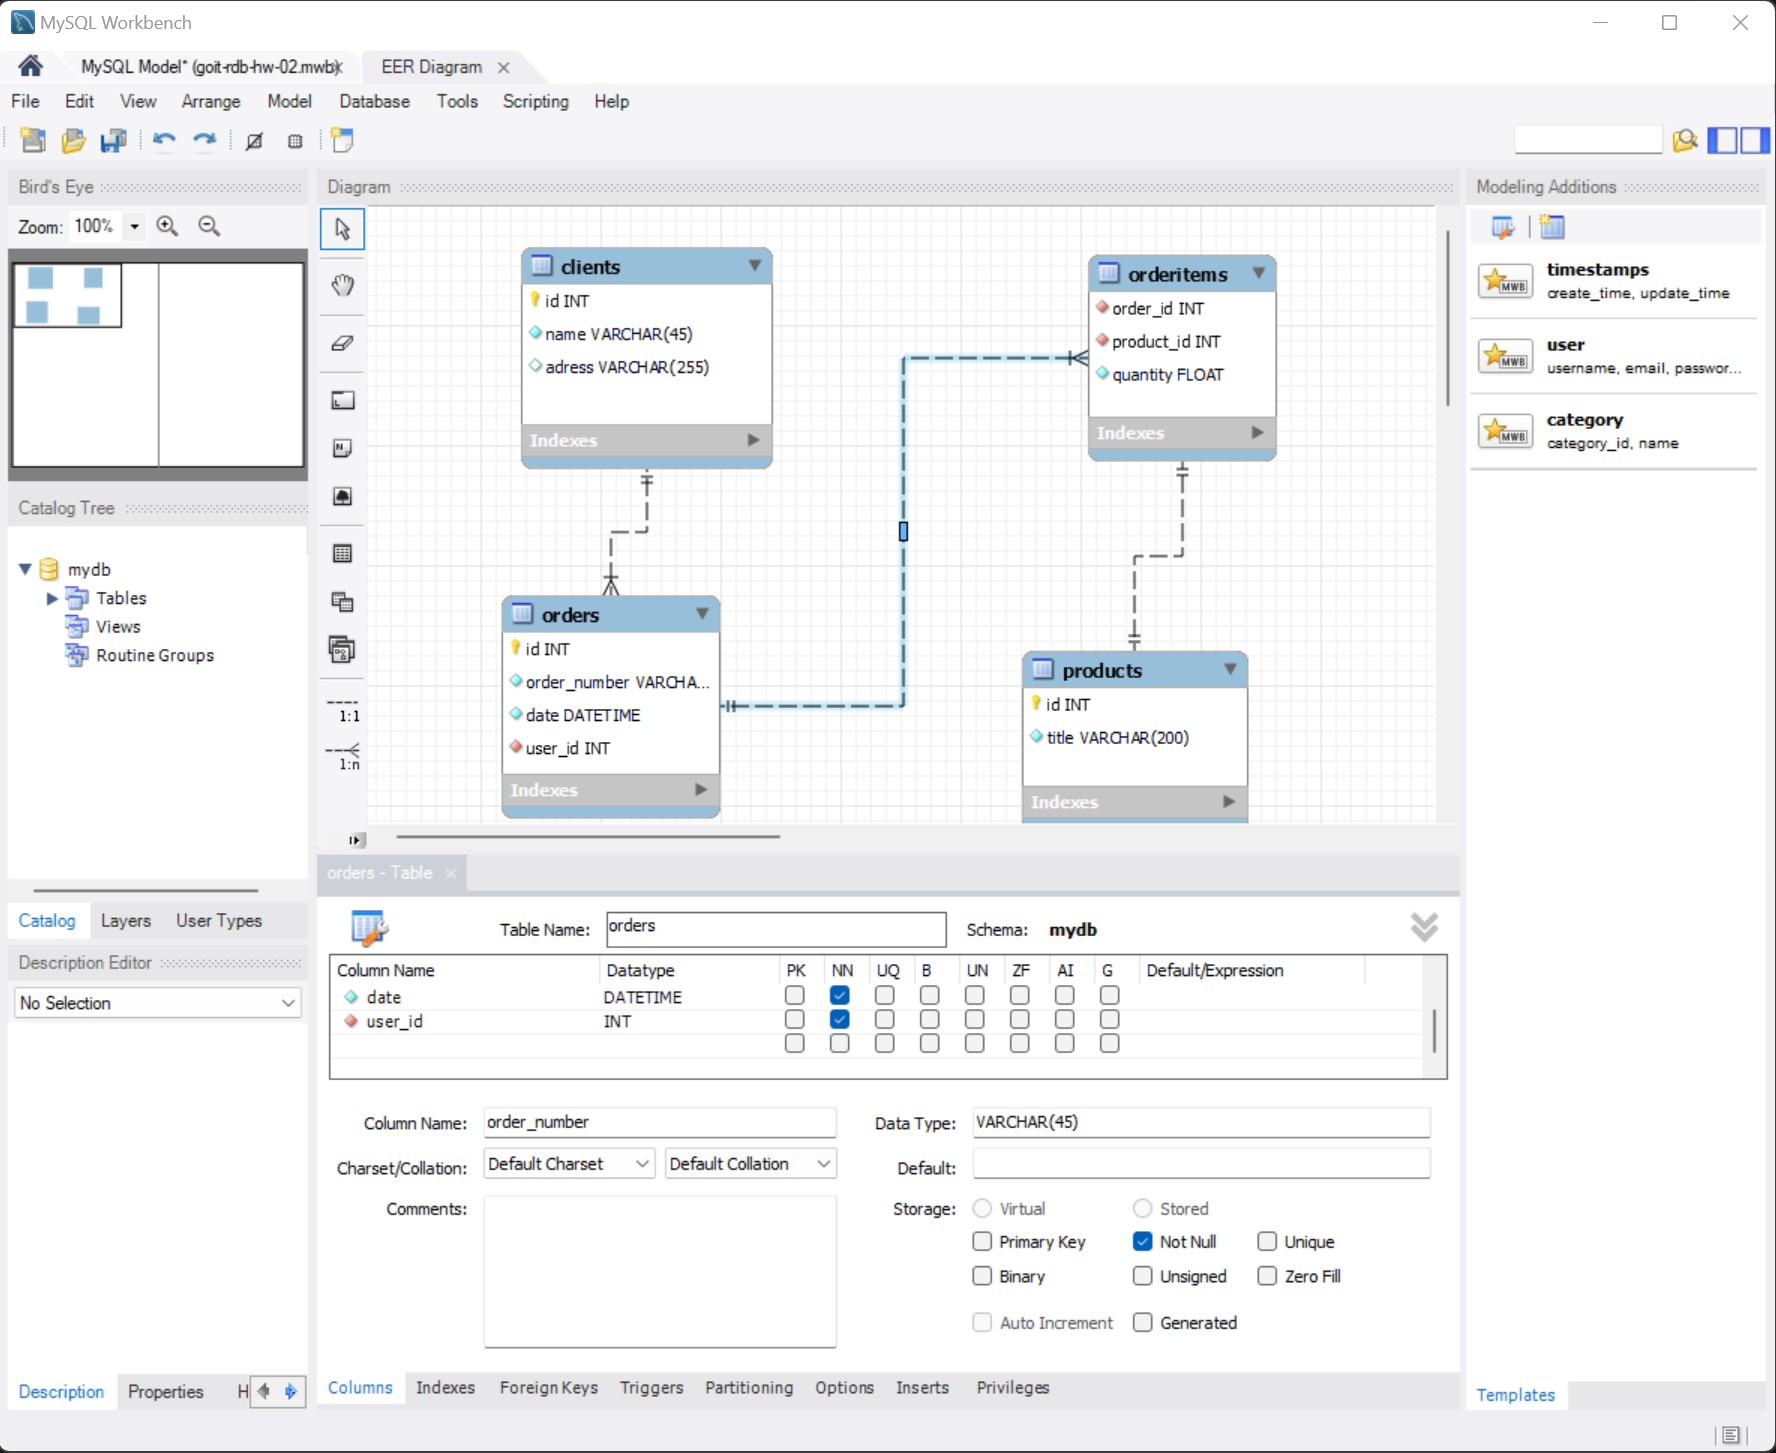 MySQL Workbench
MySQL Model* (goit-rdb-hw-02.mwb)
EER Diagram
File Edit View Arrange Model Database Tools Scripting Help
Bird's Eye
Zoom: 100%
Catalog Tree
mydb
Tables
Views
Routine Groups
Catalog Layers User Types
Description Editor
No Selection
Description Properties H
Diagram
1:1
1:n
clients
id INT
name VARCHAR(45)
adress VARCHAR(255)
Indexes
orderitems
order_id INT
product_id INT
quantity FLOAT
Indexes
orders
id INT
order_number VARCHA...
date DATETIME
user_id INT
Indexes
products
id INT
title VARCHAR(200)
Indexes
orders - Table
Table Name: orders Schema: mydb
Column Name Datatype PK NN UQ B UN ZF AI G Default/Expression
date DATETIME
user_id INT
Column Name: order_number Data Type: VARCHAR(45)
Charset/Collation: Default Charset Default Collation Default:
Comments: Storage: Virtual Stored
Primary Key Not Null Unique
Binary Unsigned Zero Fill
Auto Increment Generated
Columns Indexes Foreign Keys Triggers Partitioning Options Inserts Privileges
Modeling Additions
MWB
timestamps
create_time, update_time
MWB
user
username, email, passwor...
MWB
category
category_id, name
Templates